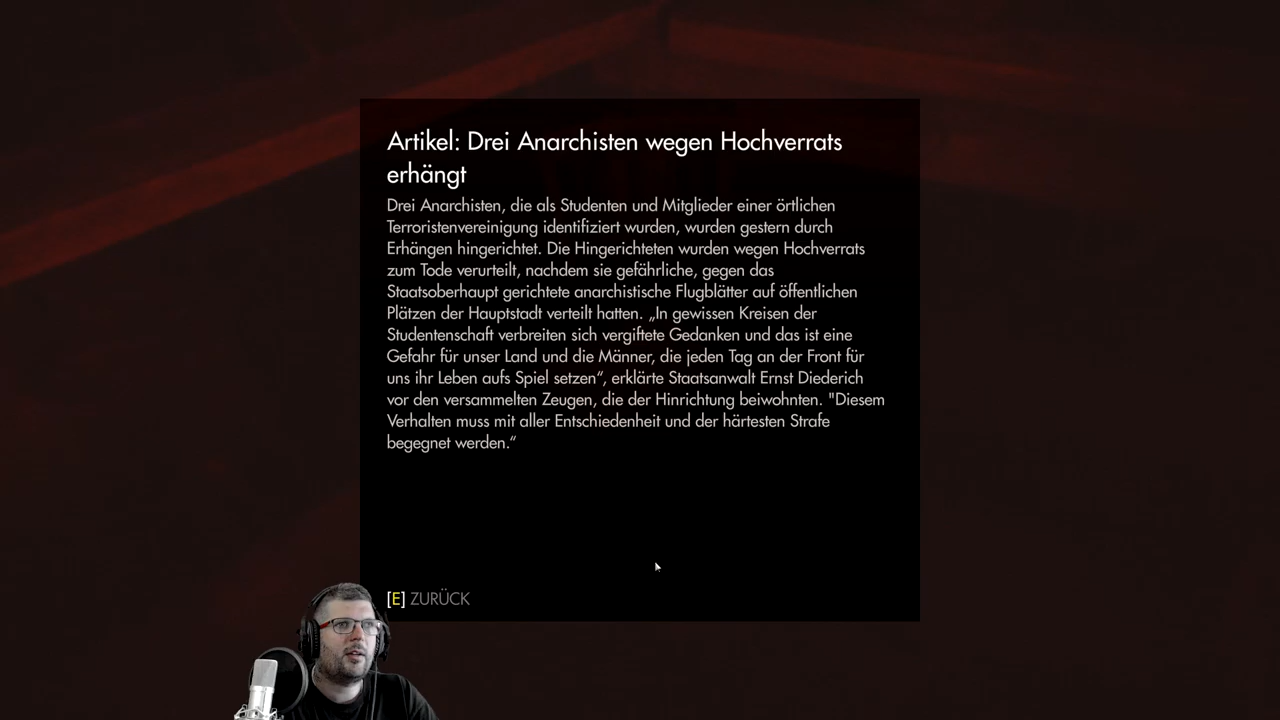 Artikel: Drei Anarchisten wegen Hochverrats
erhängt
Drei Anarchisten, die als Studenten und Mitglieder einer örtlichen
Terroristenvereinigung identifiziert wurden, wurden gestern durch
Erhängen hingerichtet. Die Hingerichteten wurden wegen Hochverrats
zum Tode verurteilt, nachdem sie gefährliche, gegen das
Staatsoberhaupt gerichtete anarchistische Flugblätter auf öffentlichen
Plätzen der Hauptstadt verteilt hatten. „In gewissen Kreisen der
Studentenschaft verbreiten sich vergiftete Gedanken und das ist eine
Gefahr für unser Land und die Männer, die jeden Tag an der Front für
uns ihr Leben aufs Spiel setzen“, erklärte Staatsanwalt Ernst Diederich
vor den versammelten Zeugen, die der Hinrichtung beiwohnten. "Diesem
Verhalten muss mit aller Entschiedenheit und der härtesten Strafe
begegnet werden.“
[E] ZURÜCK